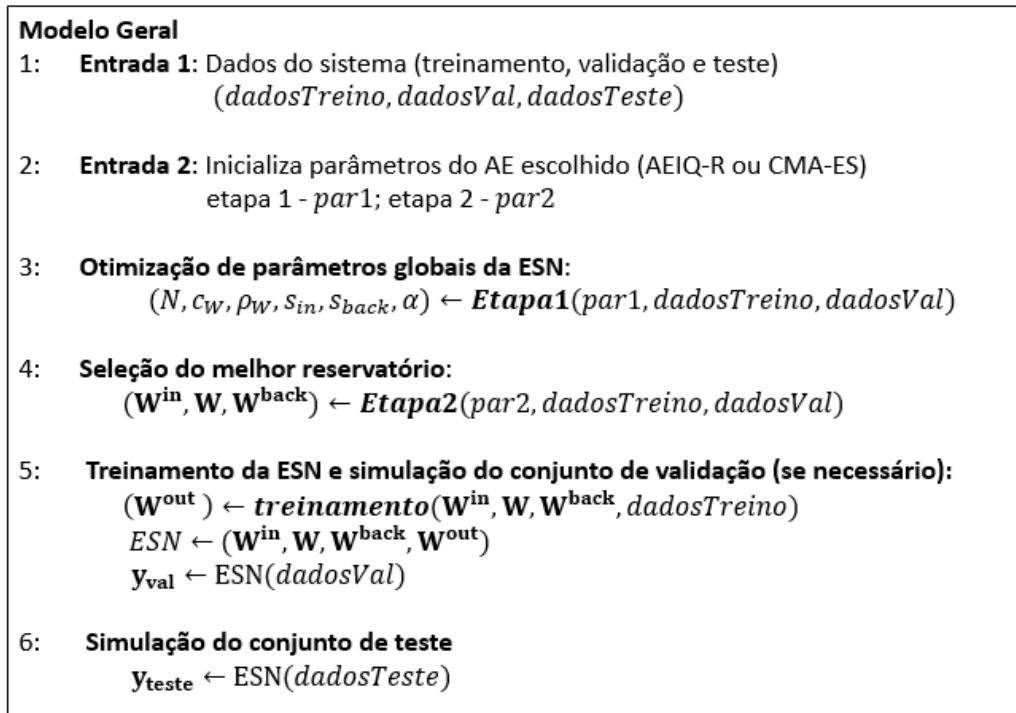 Modelo Geral
1: Entrada 1: Dados do sistema (treinamento, validação e teste)
(dadosTreino, dadosVal, dadosTeste)
2: Entrada 2: Inicializa parâmetros do AE escolhido (AEIQ-R ou CMA-ES)
etapa 1 - par1; etapa 2 - par2
3: Otimização de parâmetros globais da ESN:
(N, c_W, ρ_W, s_in, s_back, α) ← Etapa1(par1, dadosTreino, dadosVal)
4: Seleção do melhor reservatório:
(W^in, W, W^back) ← Etapa2(par2, dadosTreino, dadosVal)
5: Treinamento da ESN e simulação do conjunto de validação (se necessário):
(W^out ) ← treinamento(W^in, W, W^back, dadosTreino)
ESN ← (W^in, W, W^back, W^out)
y_val ← ESN(dadosVal)
6: Simulação do conjunto de teste
y_teste ← ESN(dadosTeste)